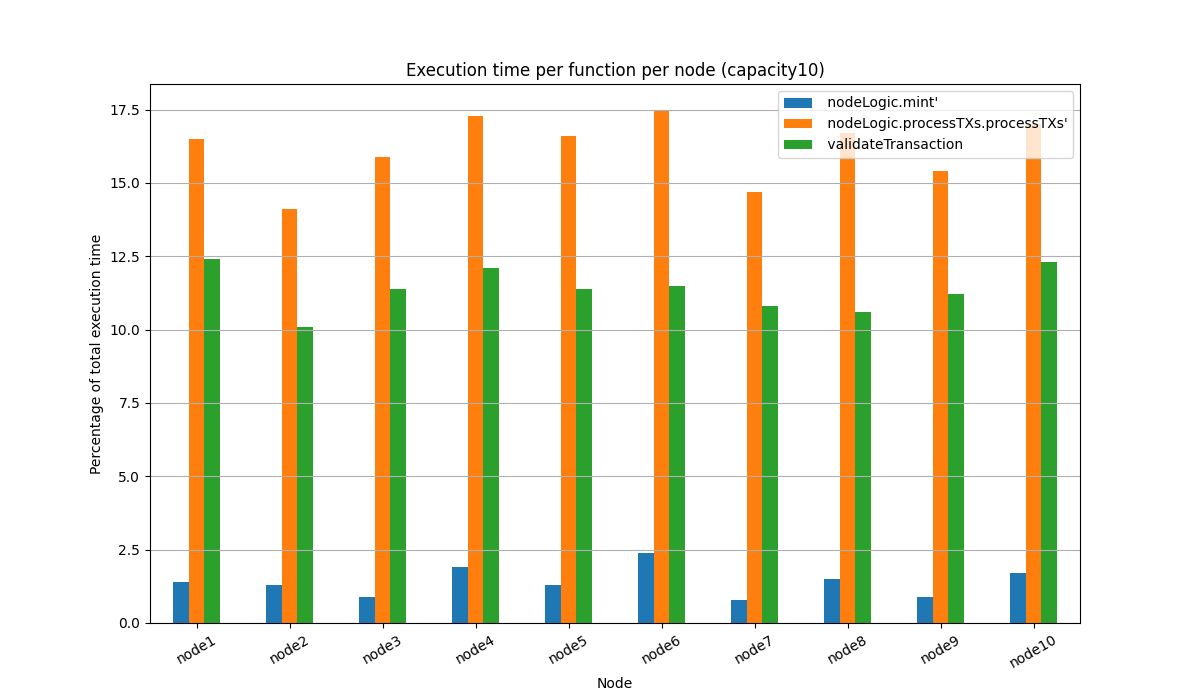 Execution time per function per node (capacity10)
nodeLogic.mint'
nodeLogic.processTXs.processTXs'
validateTransaction
Percentage of total execution time
17.5
15.0
12.5
10.0
7.5
5.0
2.5
0.0
node1 node2 node3 node4 node5 node6 node7 node8 node9 node10
Node